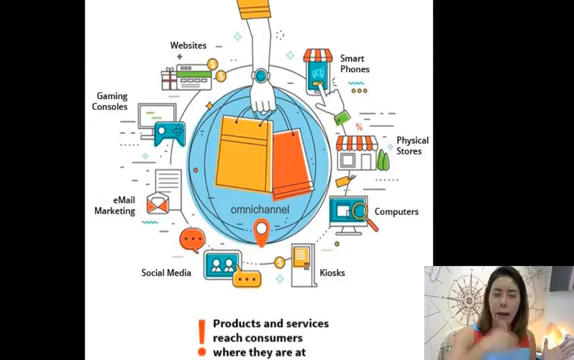 Websites
Smart
Phones
Gaming
Consoles
%
Physical
Stores
eMail
Marketing
omnichannel
Computers
Social Media
Kiosks
! Products and services
reach consumers
where they are at